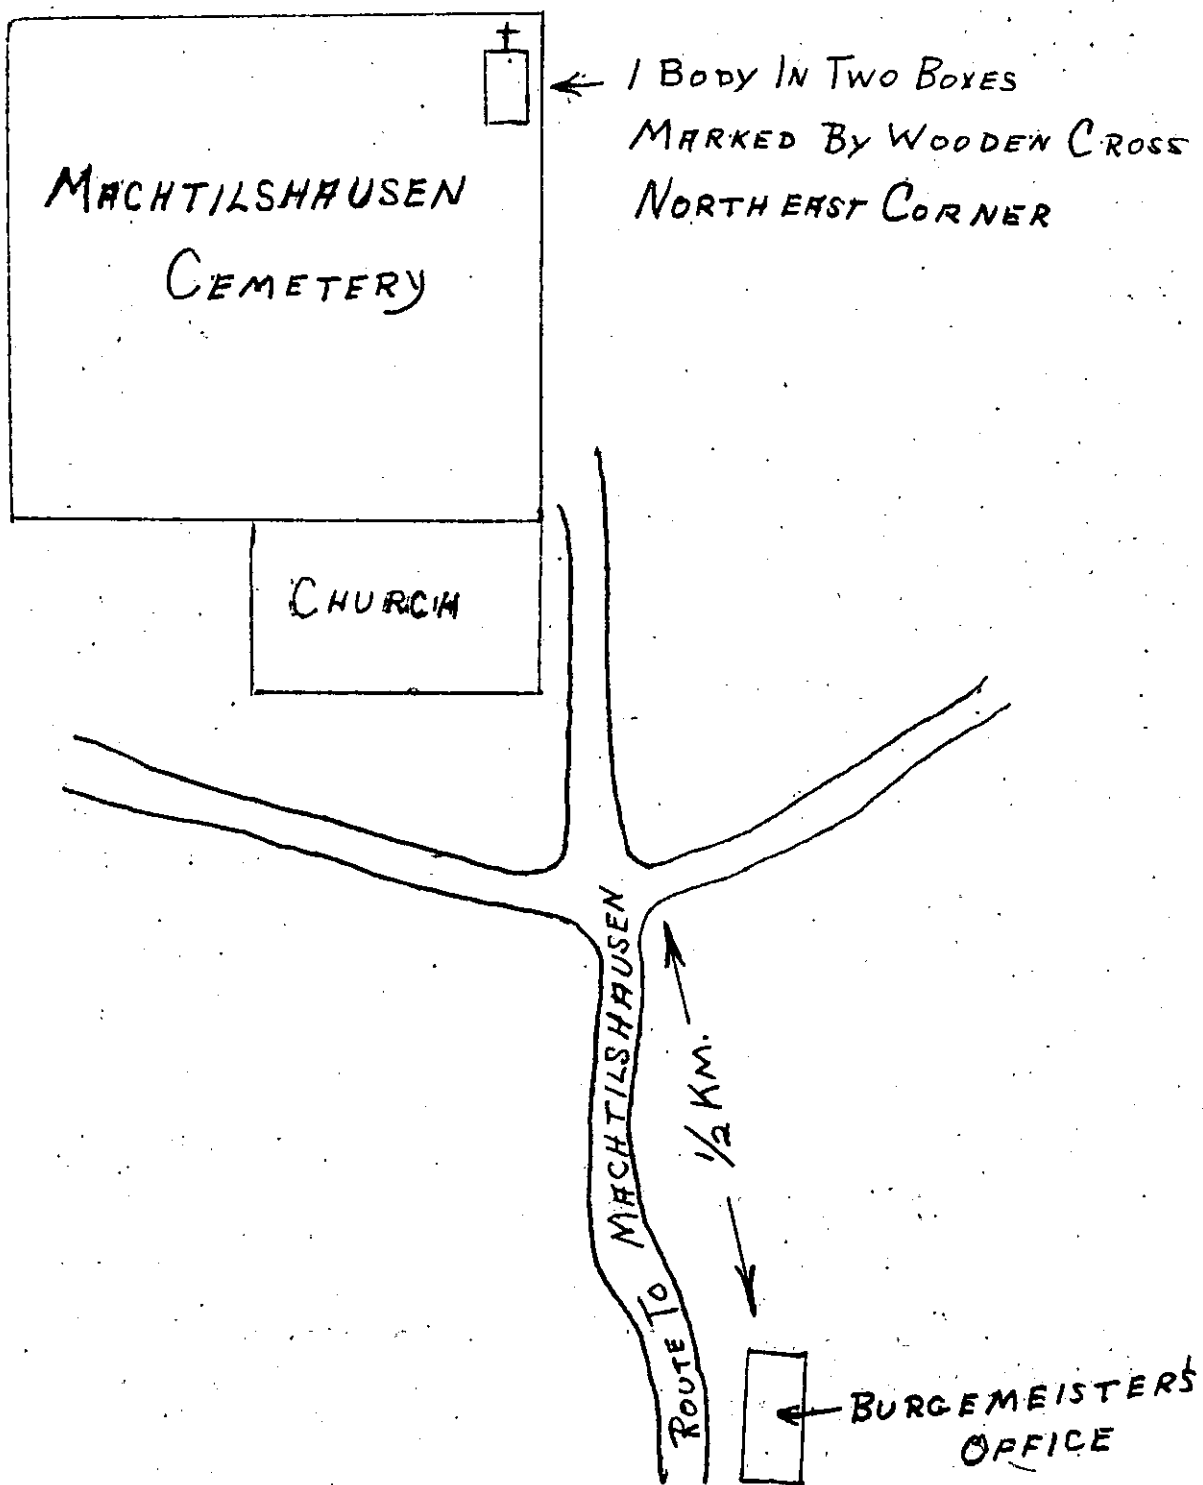 1 BODY IN TWO BOXES
MARKED BY WOODEN CROSS
NORTHEAST CORNER
MACHTILSHAUSEN
CEMETERY
CHURCH
ROUTE TO MACHTILSHAUSEN
1/2 KM.
BURGEMEISTER'S
OFFICE